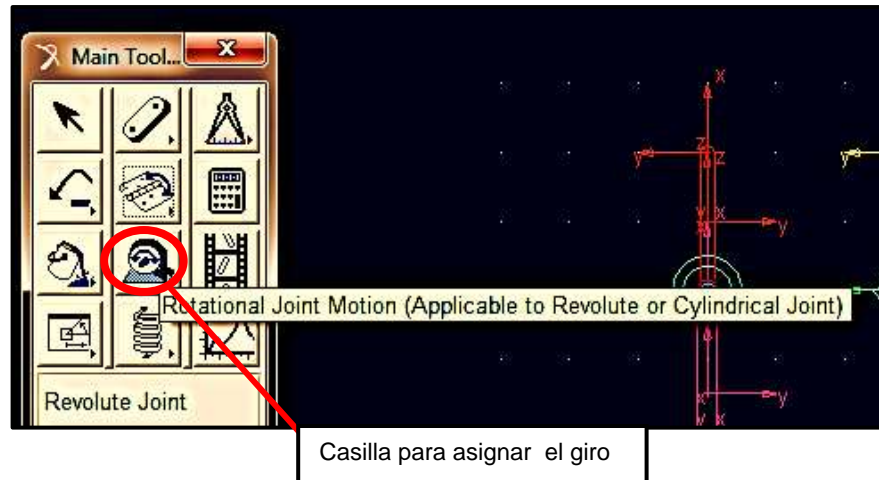 Main Tool...
x
x
y
z
z
y
x
x
y
Rotational Joint Motion (Applicable to Revolute or Cylindrical Joint)
Revolute Joint
x
y
y
x
Casilla para asignar el giro